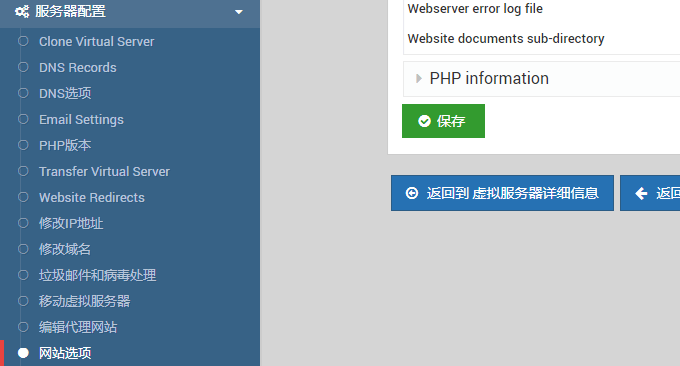 服务器配置
Clone Virtual Server
DNS Records
DNS选项
Email Settings
PHP版本
Transfer Virtual Server
Website Redirects
修改IP地址
修改域名
垃圾邮件和病毒处理
移动虚拟服务器
编辑代理网站
网站选项
Webserver error log file
Website documents sub-directory
PHP information
保存
返回到 虚拟服务器详细信息
返回